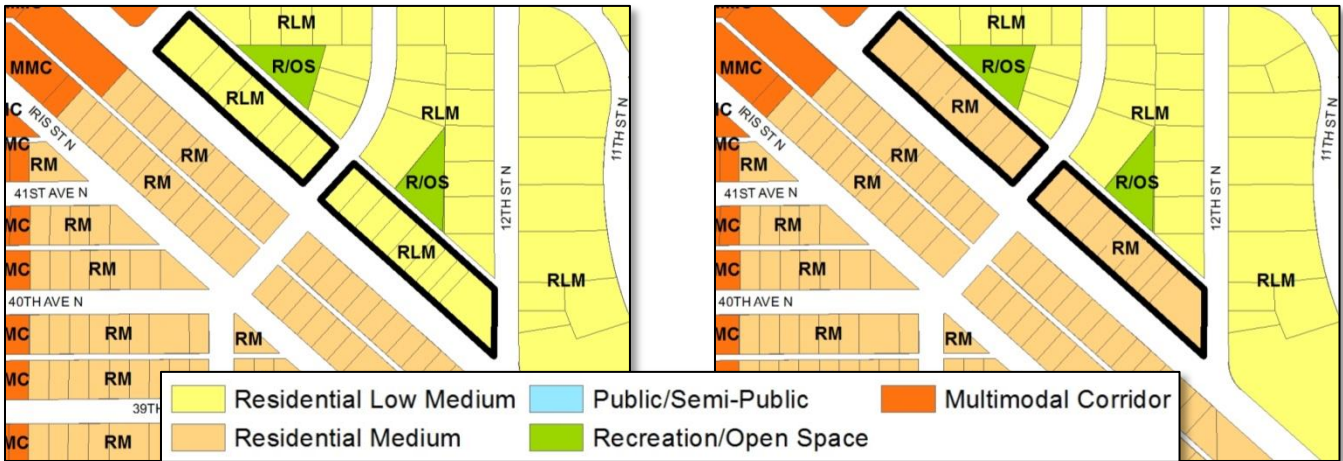 MMC
RLM
R/OS
MMC
RLM
IRIS ST N
MC
RLM
MC
RM
RM
11TH ST N
RM
R/OS
41ST AVE N
12TH ST N
MC
RM
RLM
MC
RM
RLM
40TH AVE N
MC
RM
RM
MC
RM
39TH
MC
RM
RLM
R/OS
MMC
RM
IRIS ST N
MC
RLM
MC
RM
RM
11TH ST N
RM
R/OS
41ST AVE N
12TH ST N
MC
RM
RM
MC
RM
RLM
40TH AVE N
MC
RM
RM
Residential Low Medium
Public/Semi-Public
Multimodal Corridor
Residential Medium
Recreation/Open Space